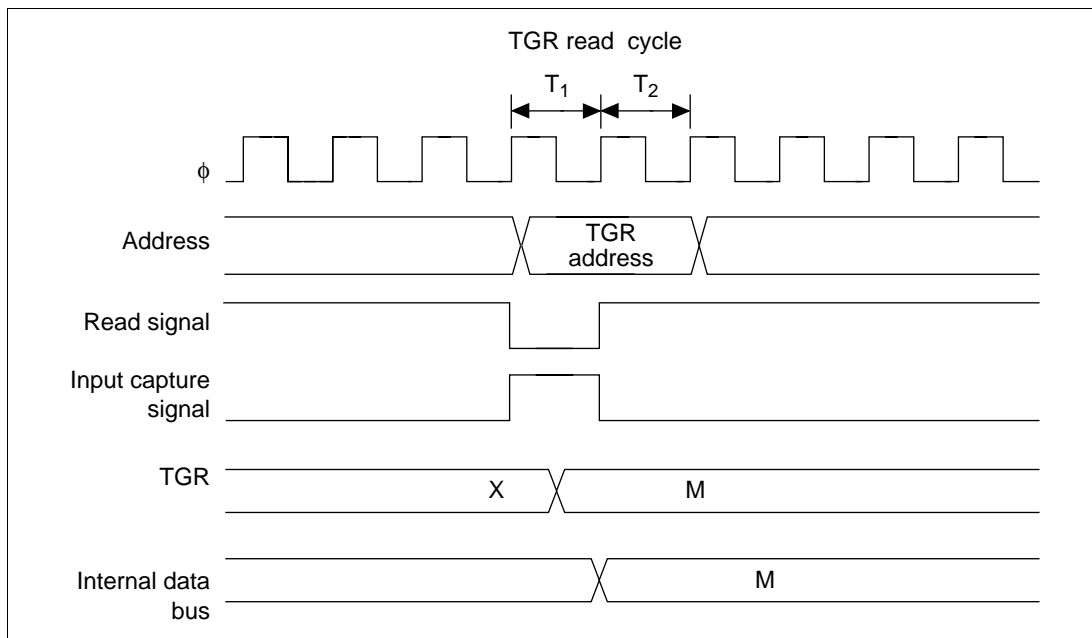 TGR read cycle
T1
T2
ϕ
Address
TGR
address
Read signal
Input capture
signal
TGR
X
M
Internal data
bus
M